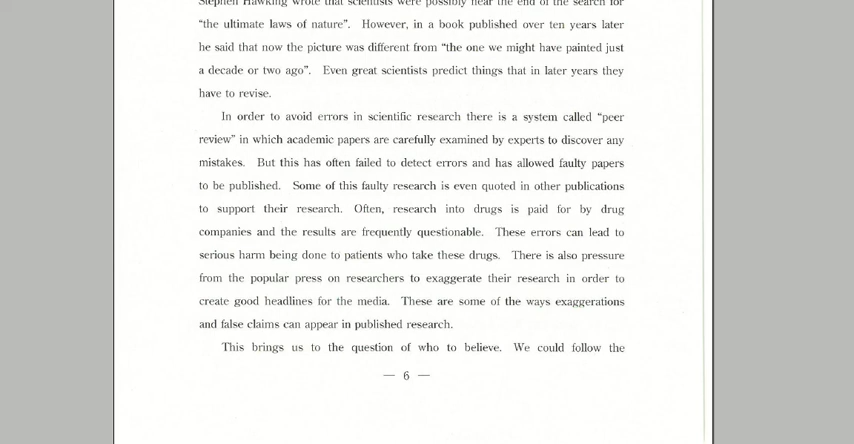 Stephen Hawking wrote that scientists were possibly near the end of the search for
“the ultimate laws of nature”. However, in a book published over ten years later
he said that now the picture was different from “the one we might have painted just
a decade or two ago”. Even great scientists predict things that in later years they
have to revise.
In order to avoid errors in scientific research there is a system called “peer
review” in which academic papers are carefully examined by experts to discover any
mistakes. But this has often failed to detect errors and has allowed faulty papers
to be published. Some of this faulty research is even quoted in other publications
to support their research. Often, research into drugs is paid for by drug
companies and the results are frequently questionable. These errors can lead to
serious harm being done to patients who take these drugs. There is also pressure
from the popular press on researchers to exaggerate their research in order to
create good headlines for the media. These are some of the ways exaggerations
and false claims can appear in published research.
This brings us to the question of who to believe. We could follow the
— 6 —